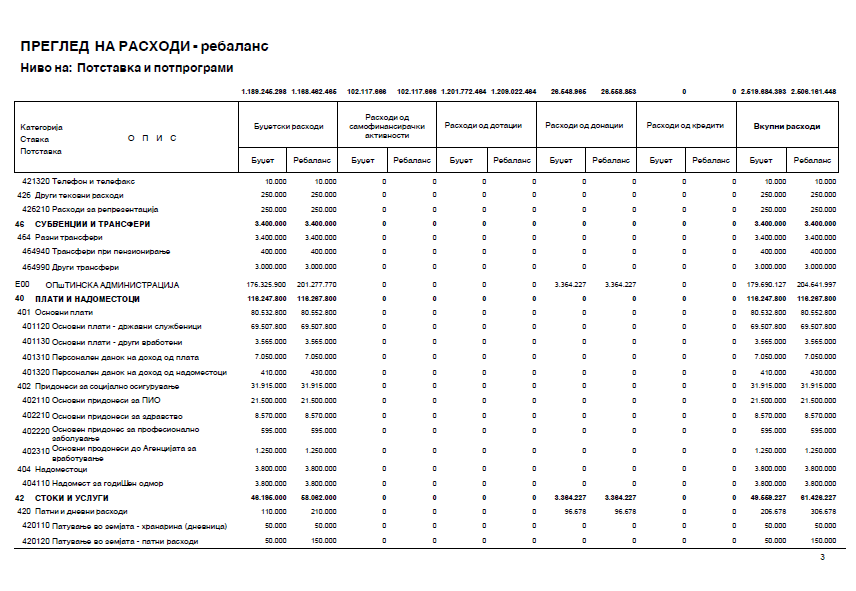 ПРЕГЛЕД НА РАСХОДИ - ребаланс
Ниво на: Потставка и потпрограми
1.189.245.298 1.168.462.465 102.117.666 102.117.666 1.201.772.464 1.209.022.464 26.548.965 26.558.853 0 0 2.519.684.393 2.506.161.448
Категорија
Ставка
Потставка
О П И С
Буџетски расходи
Расходи од самофинансирачки активности
Расходи од дотации
Расходи од донации
Расходи од кредити
Вкупни расходи
Буџет Ребаланс Буџет Ребаланс Буџет Ребаланс Буџет Ребаланс Буџет Ребаланс Буџет Ребаланс
421320 Телефон и телефакс 10.000 10.000 0 0 0 0 0 0 0 0 10.000 10.000
426 Други тековни расходи 250.000 250.000 0 0 0 0 0 0 0 0 250.000 250.000
426210 Расходи за репрезентација 250.000 250.000 0 0 0 0 0 0 0 0 250.000 250.000
46 СУБВЕНЦИИ И ТРАНСФЕРИ 3.400.000 3.400.000 0 0 0 0 0 0 0 0 3.400.000 3.400.000
464 Разни трансфери 3.400.000 3.400.000 0 0 0 0 0 0 0 0 3.400.000 3.400.000
464940 Трансфери при пензионирање 400.000 400.000 0 0 0 0 0 0 0 0 400.000 400.000
464990 Други трансфери 3.000.000 3.000.000 0 0 0 0 0 0 0 0 3.000.000 3.000.000
E00 ОПШТИНСКА АДМИНИСТРАЦИЈА 176.325.900 201.277.770 0 0 0 0 3.364.227 3.364.227 0 0 179.690.127 204.641.997
40 ПЛАТИ И НАДОМЕСТОЦИ 116.247.800 116.267.800 0 0 0 0 0 0 0 0 116.247.800 116.267.800
401 Основни плати 80.532.800 80.552.800 0 0 0 0 0 0 0 0 80.532.800 80.552.800
401120 Основни плати - државни службеници 69.507.800 69.507.800 0 0 0 0 0 0 0 0 69.507.800 69.507.800
401130 Основни плати - други вработени 3.565.000 3.565.000 0 0 0 0 0 0 0 0 3.565.000 3.565.000
401310 Персонален данок на доход од плата 7.050.000 7.050.000 0 0 0 0 0 0 0 0 7.050.000 7.050.000
401320 Персонален данок на доход од надоместоци 410.000 430.000 0 0 0 0 0 0 0 0 410.000 430.000
402 Придонеси за социјално осигурување 31.915.000 31.915.000 0 0 0 0 0 0 0 0 31.915.000 31.915.000
402110 Основни придонеси за ПИО 21.500.000 21.500.000 0 0 0 0 0 0 0 0 21.500.000 21.500.000
402210 Основни придонеси за здравство 8.570.000 8.570.000 0 0 0 0 0 0 0 0 8.570.000 8.570.000
402220 Основен придонес за професионално 595.000 595.000 0 0 0 0 0 0 0 0 595.000 595.000
заболување
402310 Основни продонеси до Агенцијата за 1.250.000 1.250.000 0 0 0 0 0 0 0 0 1.250.000 1.250.000
вработување
404 Надоместоци 3.800.000 3.800.000 0 0 0 0 0 0 0 0 3.800.000 3.800.000
404110 Надомест за годиШен одмор 3.800.000 3.800.000 0 0 0 0 0 0 0 0 3.800.000 3.800.000
42 СТОКИ И УСЛУГИ 46.195.000 58.062.000 0 0 0 0 3.364.227 3.364.227 0 0 49.559.227 61.426.227
420 Патни и дневни расходи 110.000 210.000 0 0 0 0 96.678 96.678 0 0 206.678 306.678
420110 Патување во земјата - хранарина (дневница) 50.000 50.000 0 0 0 0 0 0 0 0 50.000 50.000
420120 Патување во земјата - патни расходи 50.000 150.000 0 0 0 0 0 0 0 0 50.000 150.000
3